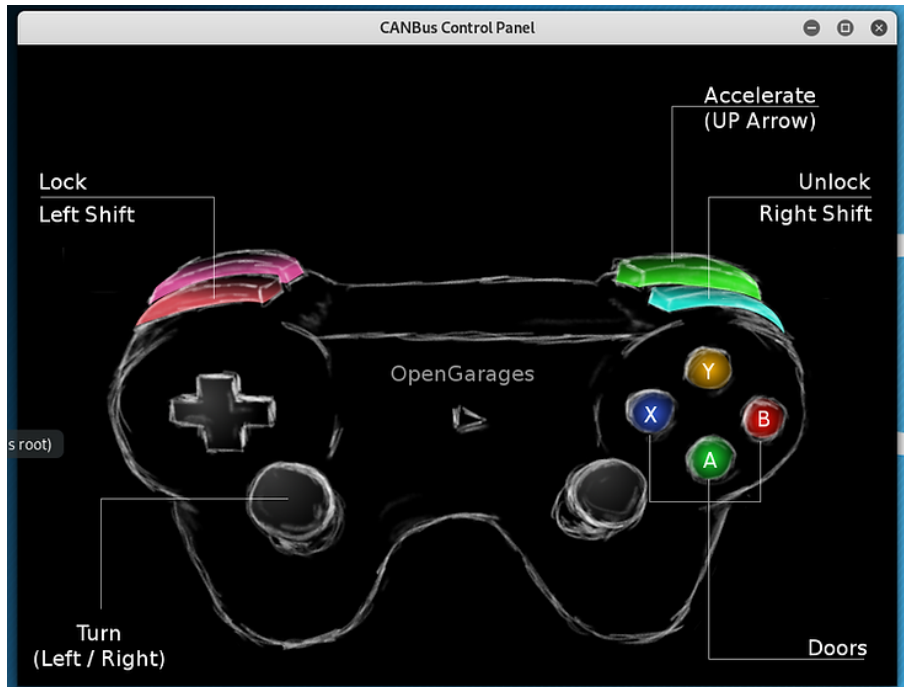 CANBus Control Panel
Accelerate
(UP Arrow)
Lock
Left Shift
Unlock
Right Shift
OpenGarages
Y
X
B
A
s root)
Turn
(Left / Right)
Doors